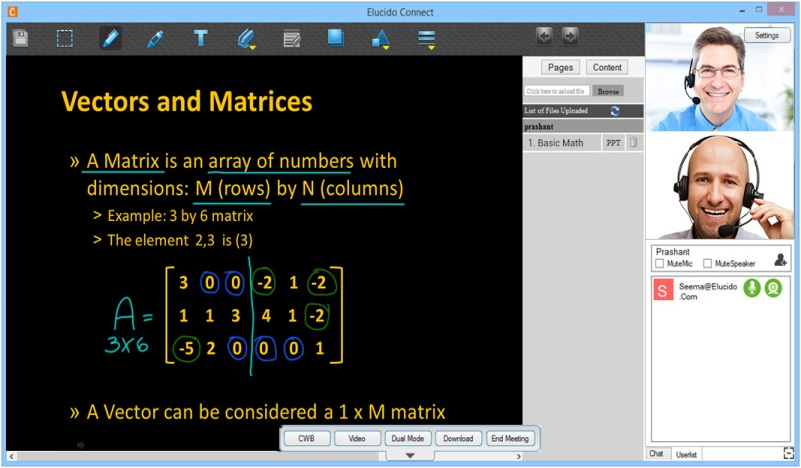 Elucido Connect
C
T
Settings
Pages Content
Click here to upload file Browse
List of Files Uploaded
prashant
1. Basic Math PPT
Vectors and Matrices
» A Matrix is an array of numbers with
dimensions: M (rows) by N (columns)
> Example: 3 by 6 matrix
> The element 2,3 is (3)
3 0 0 -2 1 -2
A = 1 1 3 4 1 -2
3X6 -5 2 0 0 0 1
» A Vector can be considered a 1 x M matrix
CWB Video Dual Mode Download End Meeting
Prashant
MuteMic MuteSpeaker
S Seema@Elucido
.Com
Chat Userlist